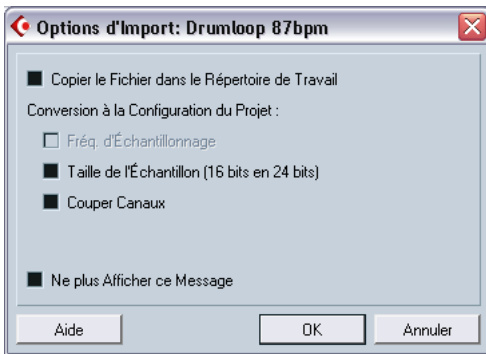 Options d'Import: Drumloop 87bpm
Copier le Fichier dans le Répertoire de Travail
Conversion à la Configuration du Projet :
Fréq. d'Échantillonnage
Taille de l'Échantillon (16 bits en 24 bits)
Couper Canaux
Ne plus Afficher ce Message
Aide
OK
Annuler